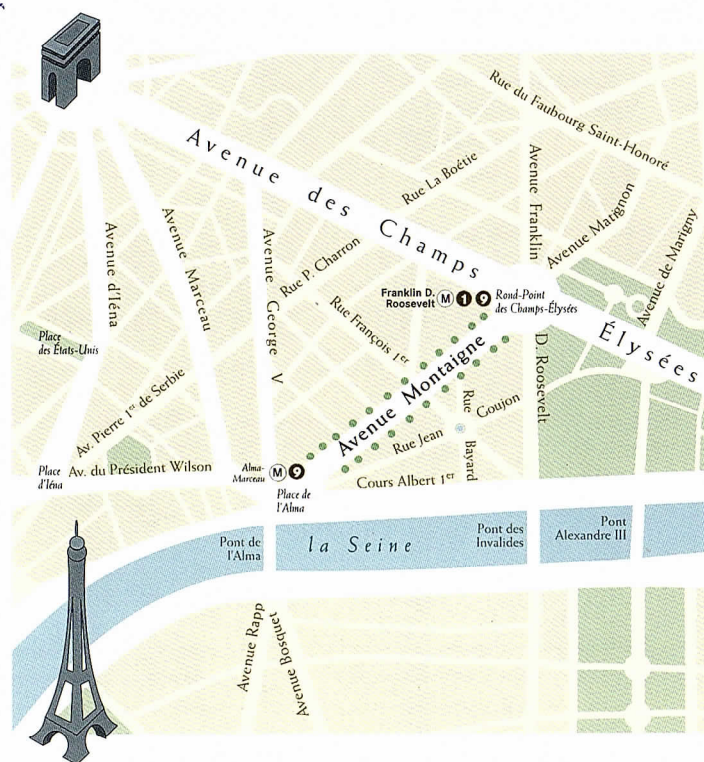 Rue du Faubourg Saint-Honoré
Avenue des Champs
Élysées
Rue La Boétie
Avenue Franklin
D. Roosevelt
Avenue Matignon
Avenue de Marigny
Avenue d'Iéna
Avenue Marceau
Avenue George V
Rue P. Charron
Rue François 1er
Franklin D.
Roosevelt M 1 9
Rond-Point
des Champs-Élysées
Place
des États-Unis
Avenue Montaigne
Av. Pierre 1er de Serbie
Rue Jean
Goujon
Rue
Bayard
Place
d'Iéna
Av. du Président Wilson
Alma-
Marceau M 9
Place de
l'Alma
Cours Albert 1er
Pont de
l'Alma
la Seine
Pont des
Invalides
Pont
Alexandre III
Avenue Rapp
Avenue Bosquet